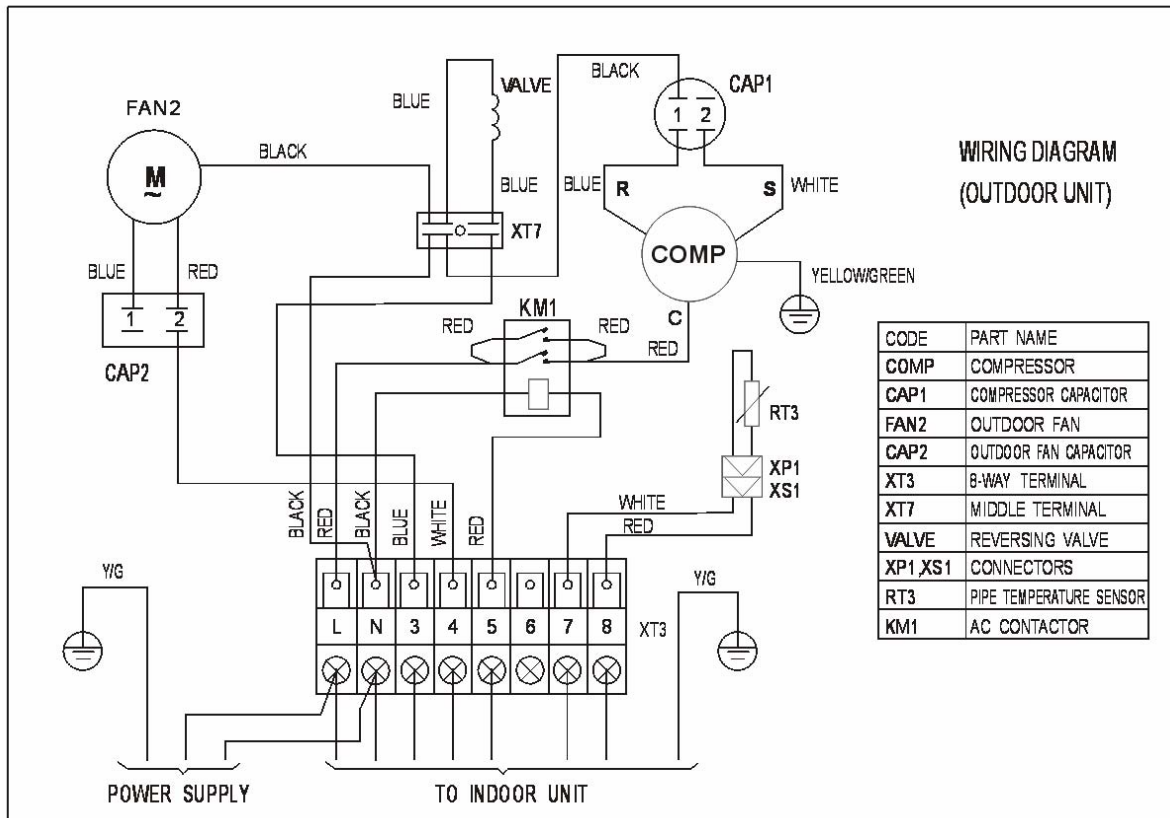 BLACK
CAP1
VALVE
BLUE
FAN2
1 2
BLACK
WIRING DIAGRAM
(OUTDOOR UNIT)
M
~
BLUE
BLUE
R
S
WHITE
XT7
COMP
BLUE
RED
YELLOW/GREEN
1 2
KM1
C
RED
RED
RED
CAP2
CODE PART NAME
COMP COMPRESSOR
CAP1 COMPRESSOR CAPACITOR
FAN2 OUTDOOR FAN
CAP2 OUTDOOR FAN CAPACITOR
XT3 8-WAY TERMINAL
XT7 MIDDLE TERMINAL
VALVE REVERSING VALVE
XP1,XS1 CONNECTORS
RT3 PIPE TEMPERATURE SENSOR
KM1 AC CONTACTOR
RT3
XP1
XS1
WHITE
RED
BLACK
RED
BLACK
BLUE
WHITE
RED
Y/G
Y/G
L N 3 4 5 6 7 8
XT3
POWER SUPPLY
TO INDOOR UNIT